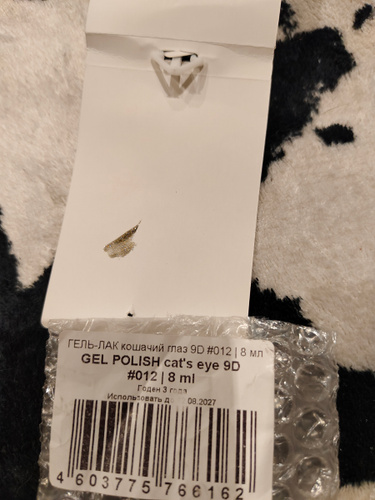 ГЕЛЬ-ЛАК кошачий глаз 9D #012 | 8 мл
GEL POLISH cat's eye 9D
#012 | 8 ml
Годен 3 года
Использовать до 08.2027
4 603775 766162